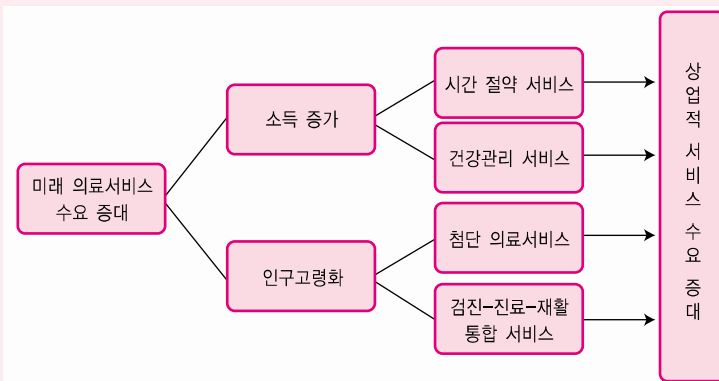 미래 의료서비스
수요 증대
소득 증가
인구고령화
시간 절약 서비스
건강관리 서비스
첨단 의료서비스
검진-진료-재활
통합 서비스
상업적 서비스 수요 증대